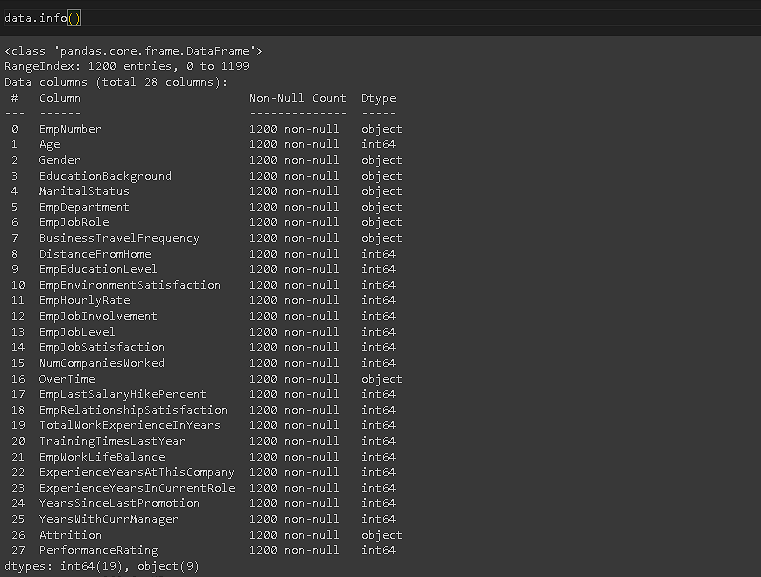 data.info()
<class 'pandas.core.frame.DataFrame'>
RangeIndex: 1200 entries, 0 to 1199
Data columns (total 28 columns):
 #   Column                        Non-Null Count  Dtype
---  ------                        --------------  -----
 0   EmpNumber                     1200 non-null   object
 1   Age                           1200 non-null   int64
 2   Gender                        1200 non-null   object
 3   EducationBackground           1200 non-null   object
 4   MaritalStatus                 1200 non-null   object
 5   EmpDepartment                 1200 non-null   object
 6   EmpJobRole                    1200 non-null   object
 7   BusinessTravelFrequency       1200 non-null   object
 8   DistanceFromHome              1200 non-null   int64
 9   EmpEducationLevel             1200 non-null   int64
 10  EmpEnvironmentSatisfaction    1200 non-null   int64
 11  EmpHourlyRate                 1200 non-null   int64
 12  EmpJobInvolvement             1200 non-null   int64
 13  EmpJobLevel                   1200 non-null   int64
 14  EmpJobSatisfaction            1200 non-null   int64
 15  NumCompaniesWorked            1200 non-null   int64
 16  OverTime                      1200 non-null   object
 17  EmpLastSalaryHikePercent      1200 non-null   int64
 18  EmpRelationshipSatisfaction   1200 non-null   int64
 19  TotalWorkExperienceInYears    1200 non-null   int64
 20  TrainingTimesLastYear         1200 non-null   int64
 21  EmpWorkLifeBalance            1200 non-null   int64
 22  ExperienceYearsAtThisCompany  1200 non-null   int64
 23  ExperienceYearsInCurrentRole  1200 non-null   int64
 24  YearsSinceLastPromotion       1200 non-null   int64
 25  YearsWithCurrManager          1200 non-null   int64
 26  Attrition                     1200 non-null   object
 27  PerformanceRating             1200 non-null   int64
dtypes: int64(19), object(9)